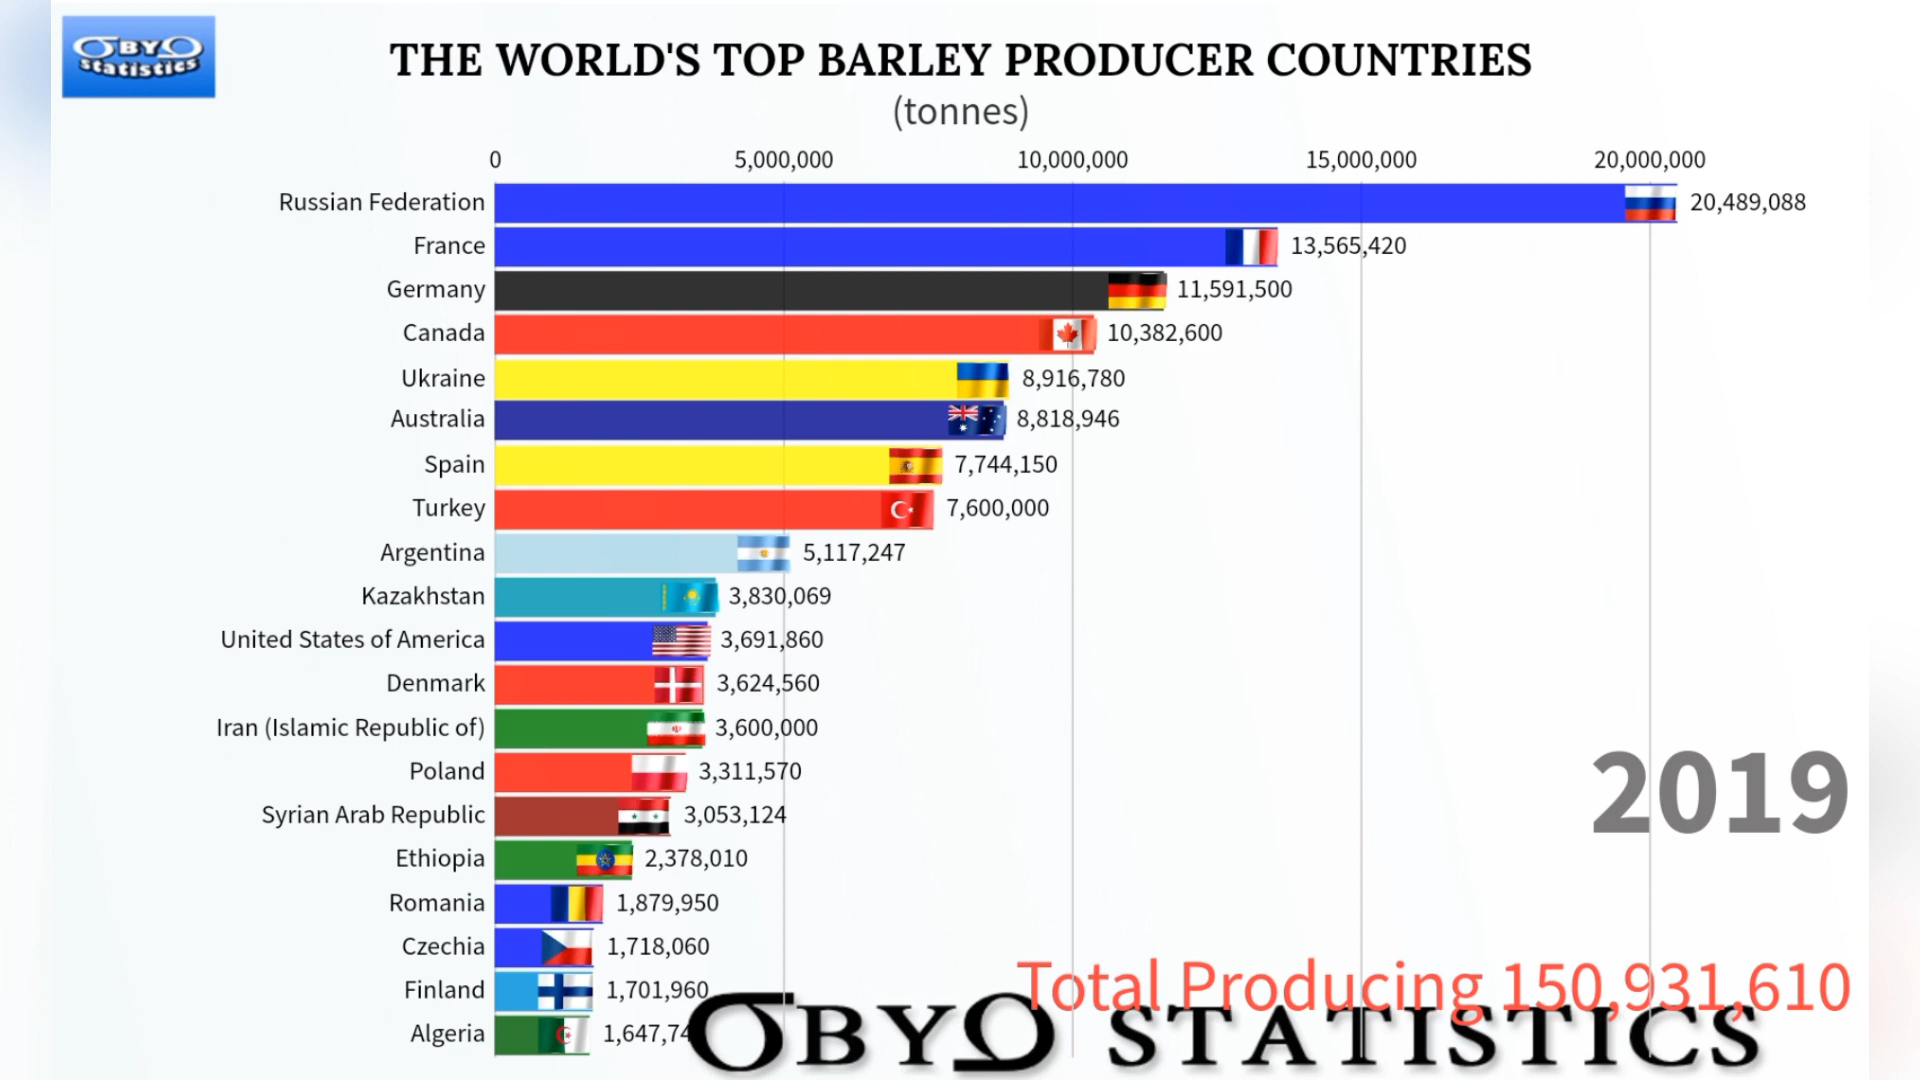 OBYO
statistics
THE WORLD'S TOP BARLEY PRODUCER COUNTRIES
(tonnes)
0 5,000,000 10,000,000 15,000,000 20,000,000
Russian Federation 20,489,088
France 13,565,420
Germany 11,591,500
Canada 10,382,600
Ukraine 8,916,780
Australia 8,818,946
Spain 7,744,150
Turkey 7,600,000
Argentina 5,117,247
Kazakhstan 3,830,069
United States of America 3,691,860
Denmark 3,624,560
Iran (Islamic Republic of) 3,600,000
Poland 3,311,570
2019
Syrian Arab Republic 3,053,124
Ethiopia 2,378,010
Romania 1,879,950
Czechia 1,718,060
Finland 1,701,960
Total Producing 150,931,610
Algeria
OBYO STATISTICS